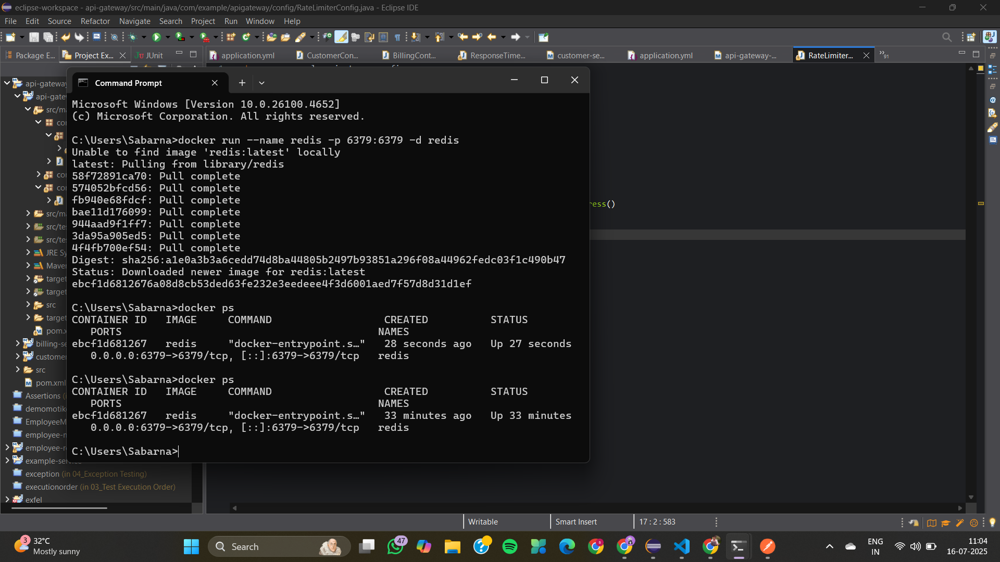 eclipse-workspace - api-gateway/src/main/java/com/example/apigateway/config/RateLimiterConfig.java - Eclipse IDE
File Edit Source Refactor Navigate Search Project Run Window Help
Package E... Project Ex... JUnit
application.yml CustomerCon... BillingCont... ResponseTime... customer-se... application.yml api-gateway-... RateLimiter... 91
Command Prompt
Microsoft Windows [Version 10.0.26100.4652]
(c) Microsoft Corporation. All rights reserved.
C:\Users\Sabarna>docker run --name redis -p 6379:6379 -d redis
Unable to find image 'redis:latest' locally
latest: Pulling from library/redis
58f72891ca70: Pull complete
574052bfcd56: Pull complete
fb940e68fdcf: Pull complete
bae11d176099: Pull complete
944aad9f1ff7: Pull complete
3da95a905ed5: Pull complete
4f4fb700ef54: Pull complete
Digest: sha256:a1e0a3b3a6cedd74d8ba44805b2497b93851a296f08a44962fedc03f1c490b47
Status: Downloaded newer image for redis:latest
ebcf1d6812676a08d8cb53ded63fe232e3eedeee4f3d6001aed7f57d8d31d1ef
C:\Users\Sabarna>docker ps
CONTAINER ID IMAGE COMMAND CREATED STATUS
PORTS NAMES
ebcf1d681267 redis "docker-entrypoint.s…" 28 seconds ago Up 27 seconds
0.0.0.0:6379->6379/tcp, [::]:6379->6379/tcp redis
C:\Users\Sabarna>docker ps
CONTAINER ID IMAGE COMMAND CREATED STATUS
PORTS NAMES
ebcf1d681267 redis "docker-entrypoint.s…" 33 minutes ago Up 33 minutes
0.0.0.0:6379->6379/tcp, [::]:6379->6379/tcp redis
C:\Users\Sabarna>
api-gateway
api-gate
src/ma
co
co
co
src/ma
src/te
src/te
JRE Sy
Maven
target
target
src
target
pom.x
billing-se
customer
src
pom.xml
Assertions (i
demomotik
EmployeeM
employee-m
employee-re
example-service
exception (in 04_Exception Testing)
executionorder (in 03_Test Execution Order)
exfel
ress()
Writable Smart Insert 17 : 2 : 583
3 32°C
Mostly sunny
Search
47
ENG
IN
11:04
16-07-2025